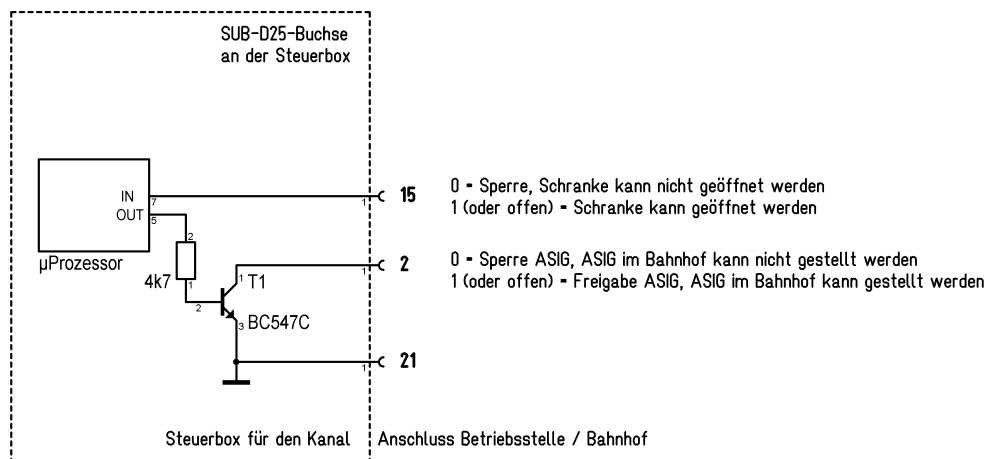 SUB-D25-Buchse
an der Steuerbox
IN
7
OUT
5
µProzessor
1
15
0 - Sperre, Schranke kann nicht geöffnet werden
1 (oder offen) - Schranke kann geöffnet werden
2
4k7
1
2
1
T1
3
BC547C
1
2
0 - Sperre ASIG, ASIG im Bahnhof kann nicht gestellt werden
1 (oder offen) - Freigabe ASIG, ASIG im Bahnhof kann gestellt werden
1
21
Steuerbox für den Kanal
Anschluss Betriebsstelle / Bahnhof